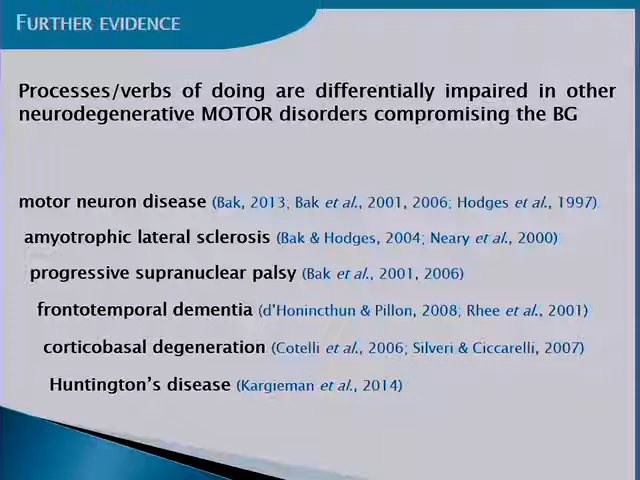 FURTHER EVIDENCE
Processes/verbs of doing are differentially impaired in other
neurodegenerative MOTOR disorders compromising the BG
motor neuron disease (Bak, 2013; Bak et al., 2001, 2006; Hodges et al., 1997)
amyotrophic lateral sclerosis (Bak & Hodges, 2004; Neary et al., 2000)
progressive supranuclear palsy (Bak et al., 2001, 2006)
frontotemporal dementia (d'Honincthun & Pillon, 2008; Rhee et al., 2001)
corticobasal degeneration (Cotelli et al., 2006; Silveri & Ciccarelli, 2007)
Huntington's disease (Kargieman et al., 2014)